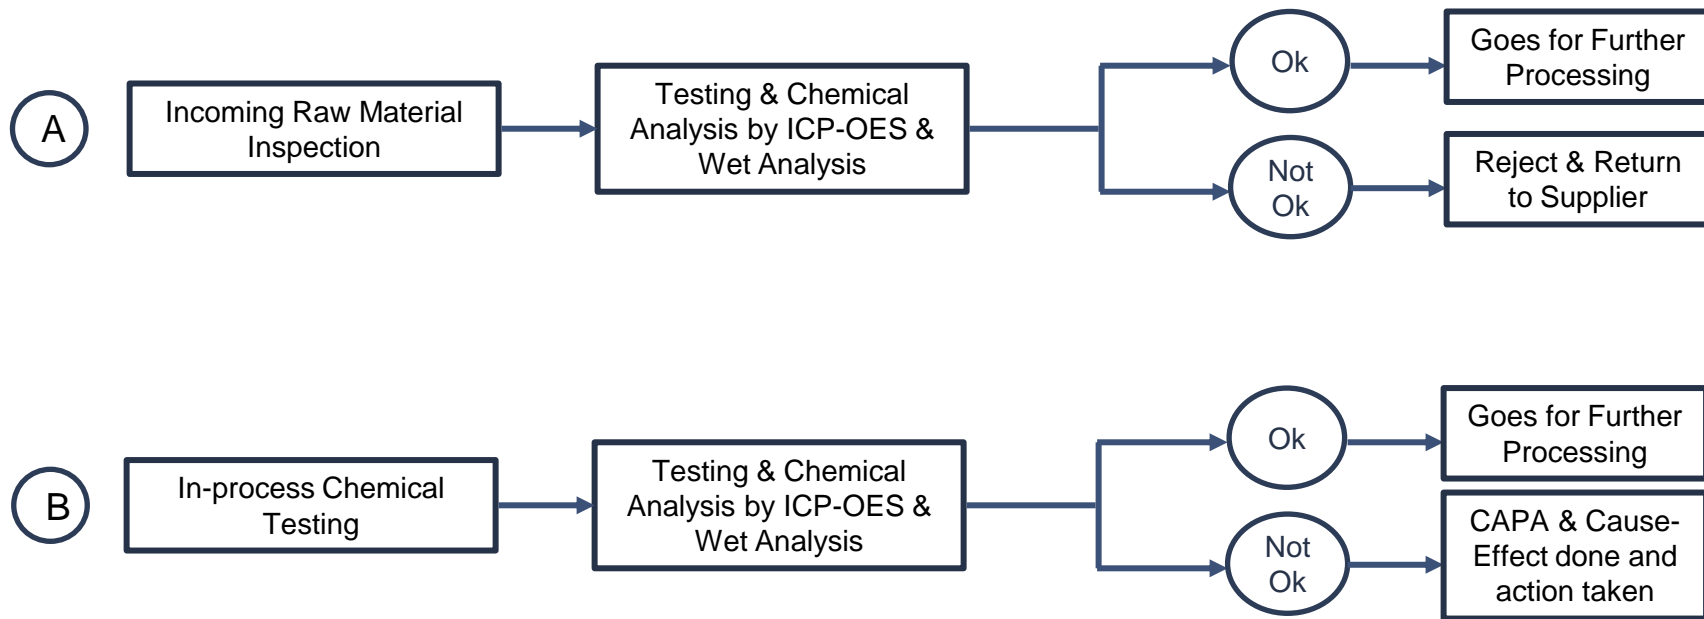 A
Incoming Raw Material
Inspection
Testing & Chemical
Analysis by ICP-OES &
Wet Analysis
Ok
Goes for Further
Processing
Not
Ok
Reject & Return
to Supplier
B
In-process Chemical
Testing
Testing & Chemical
Analysis by ICP-OES &
Wet Analysis
Ok
Goes for Further
Processing
Not
Ok
CAPA & Cause-
Effect done and
action taken